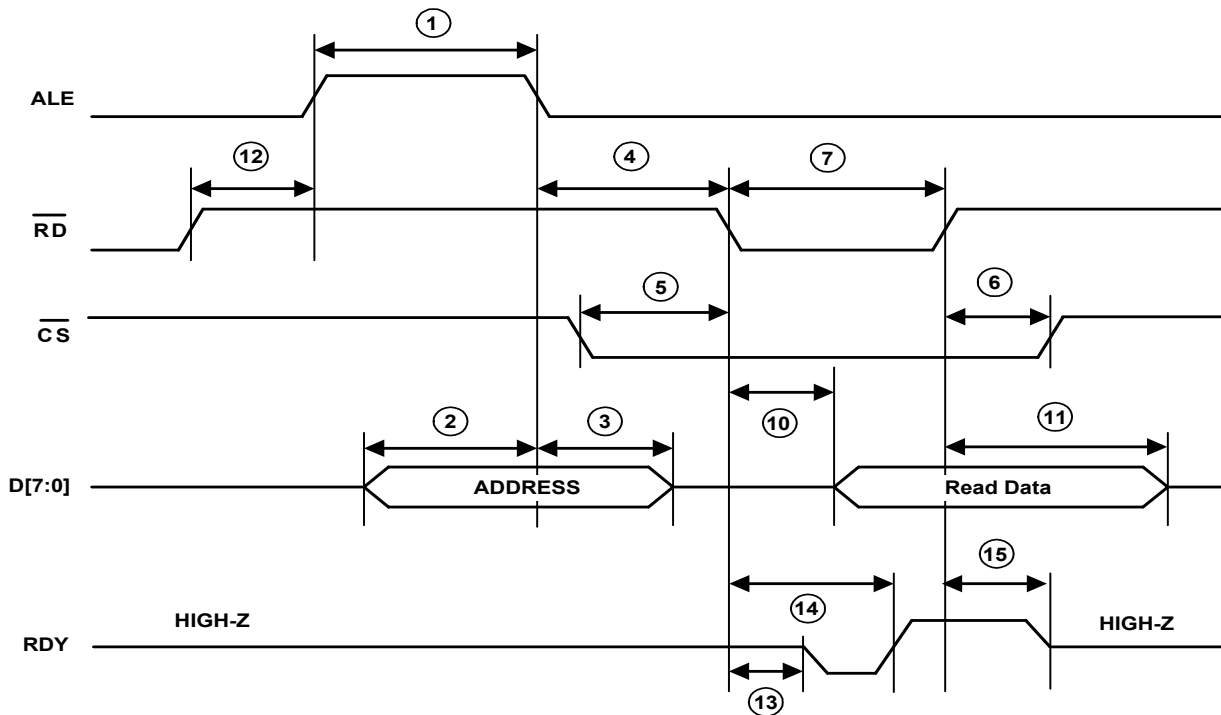 1
ALE
12
4
7
RD
5
6
CS
10
11
2
3
D[7:0]
ADDRESS
Read Data
15
14
HIGH-Z
HIGH-Z
RDY
13